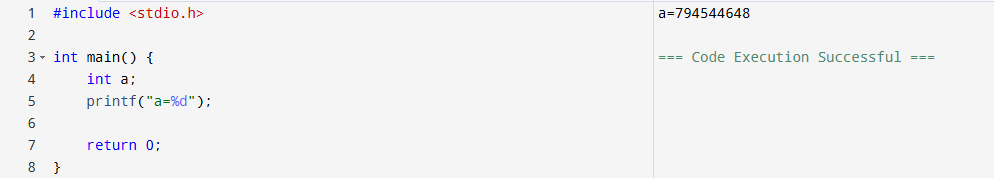 1 #include <stdio.h> a=794544648
2
3 int main() { === Code Execution Successful ===
4 int a;
5 printf("a=%d");
6
7 return 0;
8 }